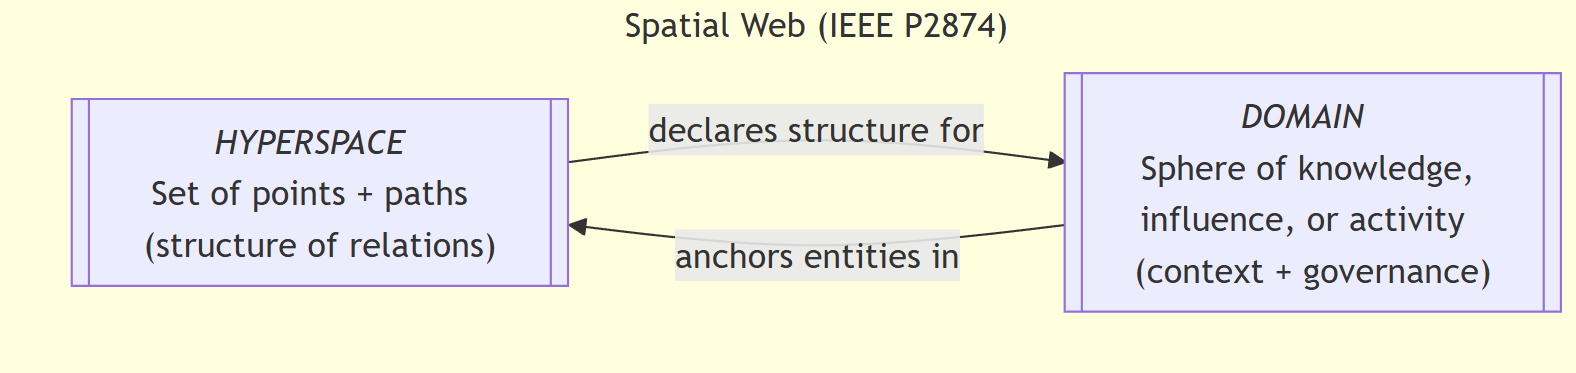 Spatial Web (IEEE P2874)
HYPERSPACE
Set of points + paths
(structure of relations)
declares structure for
anchors entities in
DOMAIN
Sphere of knowledge,
influence, or activity
(context + governance)